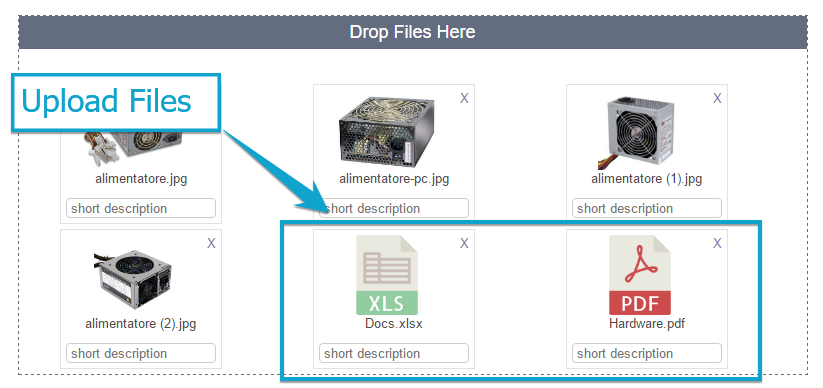 Drop Files Here
Upload Files
X
X
alimentatore.jpg
alimentatore-pc.jpg
alimentatore (1).jpg
short description
short description
short description
X
X
X
XLS
PDF
alimentatore (2).jpg
Docs.xlsx
Hardware.pdf
short description
short description
short description